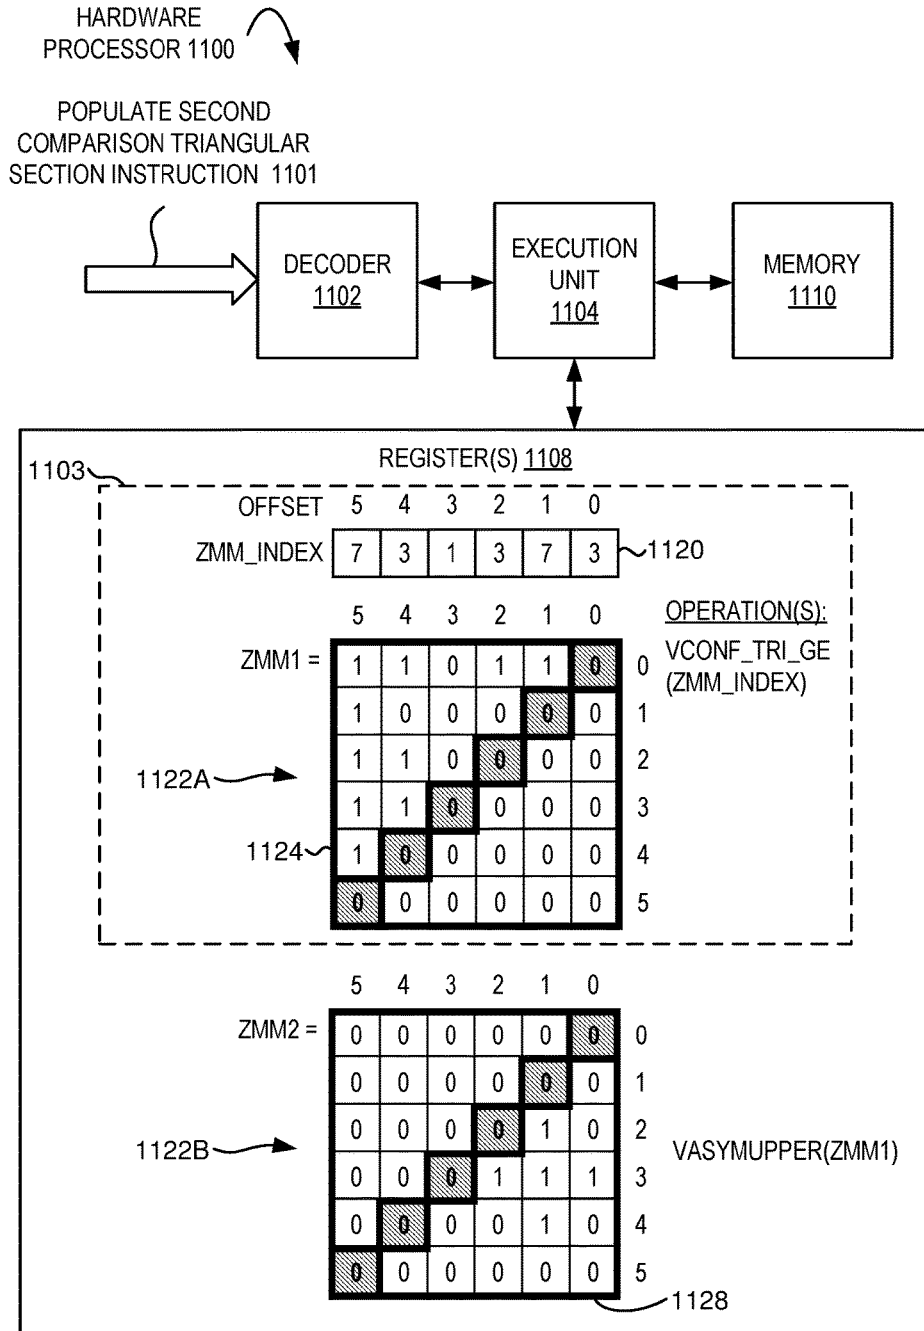 HARDWARE
PROCESSOR 1100
POPULATE SECOND
COMPARISON TRIANGULAR
SECTION INSTRUCTION 1101
DECODER
1102
EXECUTION
UNIT
1104
MEMORY
1110
REGISTER(S) 1108
1103
OFFSET 5 4 3 2 1 0
ZMM_INDEX 7 3 1 3 7 3 1120
5 4 3 2 1 0 OPERATION(S):
ZMM1 = 1 1 0 1 1 0 0 VCONF_TRI_GE
(ZMM_INDEX)
1 0 0 0 0 0 1
1 1 0 0 0 0 2
1122A
1 1 0 0 0 0 3
1124 1 0 0 0 0 0 4
0 0 0 0 0 0 5
5 4 3 2 1 0
ZMM2 = 0 0 0 0 0 0 0
0 0 0 0 0 0 1
0 0 0 0 1 0 2
1122B VASYMUPPER(ZMM1)
0 0 0 1 1 1 3
0 0 0 0 1 0 4
0 0 0 0 0 0 5
1128